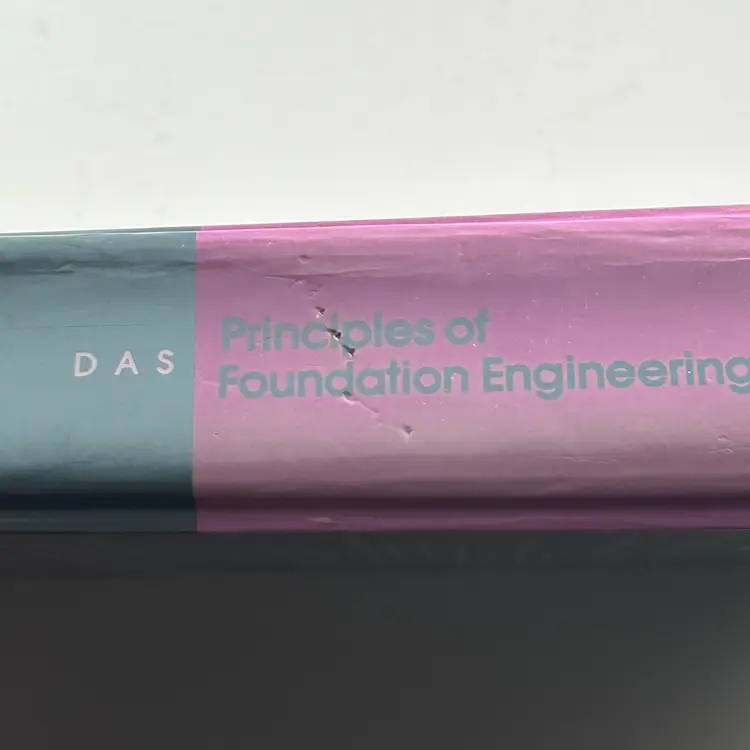 DAS
Principles of
Foundation Engineering